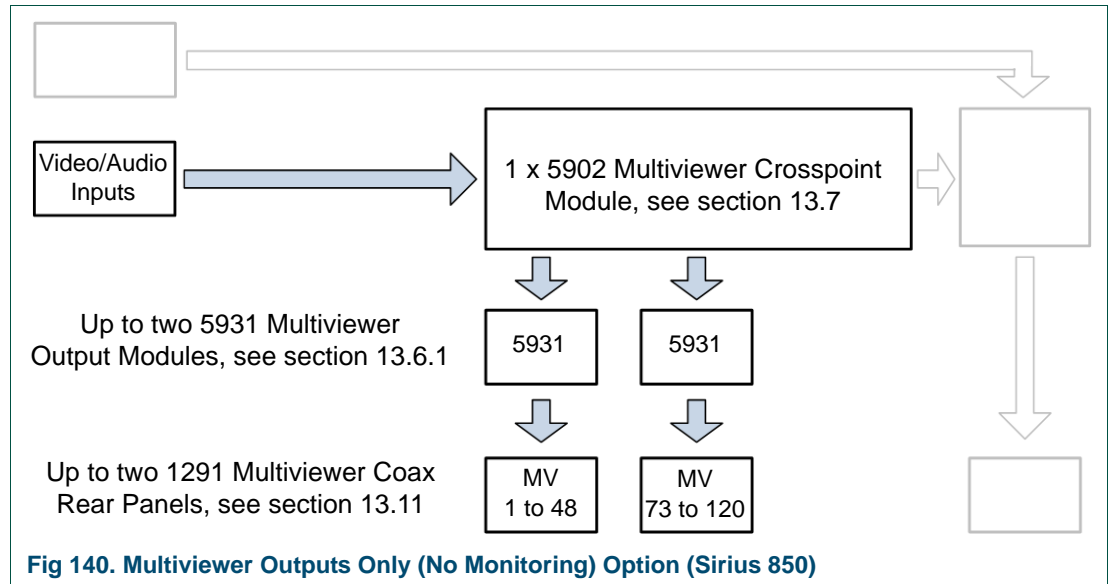 Video/Audio
Inputs
1 x 5902 Multiviewer Crosspoint
Module, see section 13.7
Up to two 5931 Multiviewer
Output Modules, see section 13.6.1
5931
5931
Up to two 1291 Multiviewer Coax
Rear Panels, see section 13.11
MV
1 to 48
MV
73 to 120
Fig 140. Multiviewer Outputs Only (No Monitoring) Option (Sirius 850)